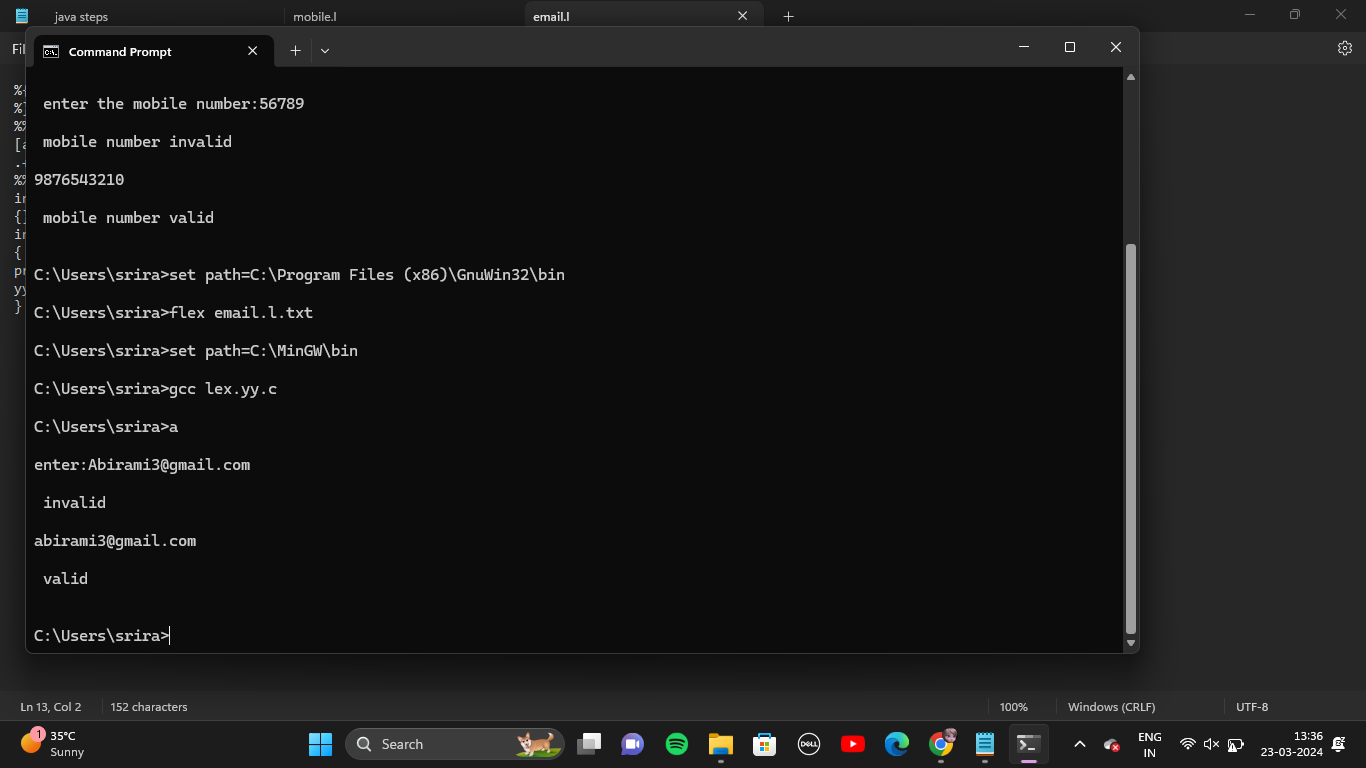 java steps
mobile.l
email.l
Command Prompt
enter the mobile number:56789
mobile number invalid
9876543210
mobile number valid
C:\Users\srira>set path=C:\Program Files (x86)\GnuWin32\bin
C:\Users\srira>flex email.l.txt
C:\Users\srira>set path=C:\MinGW\bin
C:\Users\srira>gcc lex.yy.c
C:\Users\srira>a
enter:Abirami3@gmail.com
invalid
abirami3@gmail.com
valid
C:\Users\srira>
%%
{
}
Ln 13, Col 2
152 characters
100%
Windows (CRLF)
UTF-8
1
35°C
Sunny
Search
DELL
ENG
IN
13:36
23-03-2024